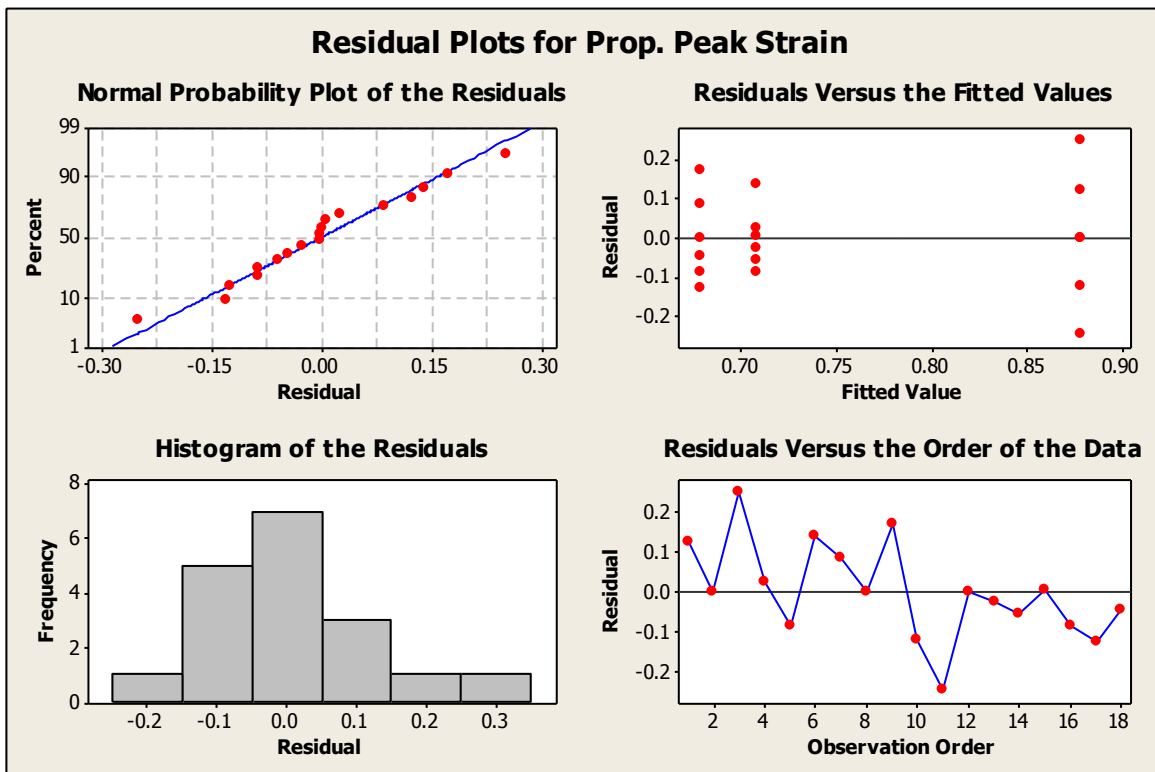 Residual Plots for Prop. Peak Strain
Normal Probability Plot of the Residuals
99
90
50
10
1
Percent
-0.30 -0.15 0.00 0.15 0.30
Residual
Residuals Versus the Fitted Values
0.2
0.1
0.0
-0.1
-0.2
Residual
0.70 0.75 0.80 0.85 0.90
Fitted Value
Histogram of the Residuals
8
6
4
2
0
Frequency
-0.2 -0.1 0.0 0.1 0.2 0.3
Residual
Residuals Versus the Order of the Data
0.2
0.1
0.0
-0.1
-0.2
Residual
2 4 6 8 10 12 14 16 18
Observation Order